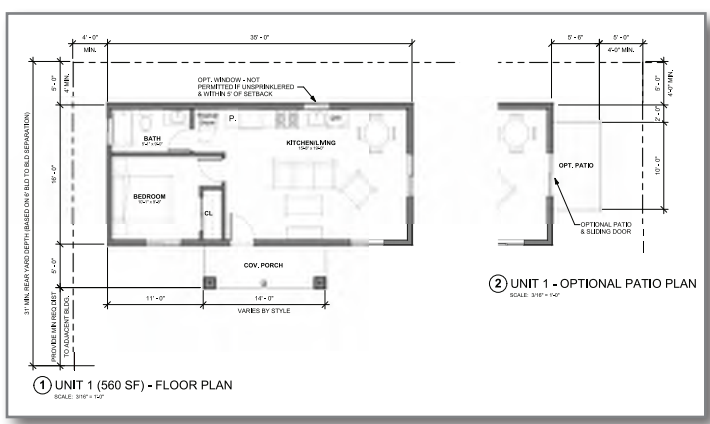 4' - 0"
MIN.
35' - 0"
5' - 0"
4' MIN.
OPT. WINDOW - NOT
PERMITTED IF UNSPRINKLERED
& WITHIN 5' OF SETBACK
P.
BATH
KITCHEN/LIVING
BEDROOM
CL
16' - 0"
31' MIN. REAR YARD DEPTH (BASED ON 6' BLD TO BLD SEPARATION)
5' - 0"
COV. PORCH
11' - 0"
14' - 0"
VARIES BY STYLE
PROVIDE MIN REQ DIST
TO ADJACENT BLDG.
1 UNIT 1 (560 SF) - FLOOR PLAN
SCALE: 3/16" = 1'-0"
5' - 6"
5' - 0"
4'-0" MIN.
5' - 0"
4'-0" MIN.
2' - 0"
OPT. PATIO
10' - 0"
OPTIONAL PATIO
& SLIDING DOOR
2 UNIT 1 - OPTIONAL PATIO PLAN
SCALE: 3/16" = 1'-0"